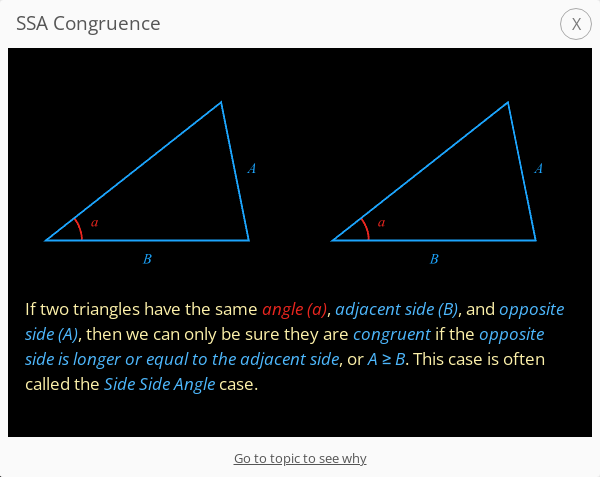 SSA Congruence
X
A
A
a
a
B
B
If two triangles have the same angle (a), adjacent side (B), and opposite
side (A), then we can only be sure they are congruent if the opposite
side is longer or equal to the adjacent side, or A ≥ B. This case is often
called the Side Side Angle case.
Go to topic to see why